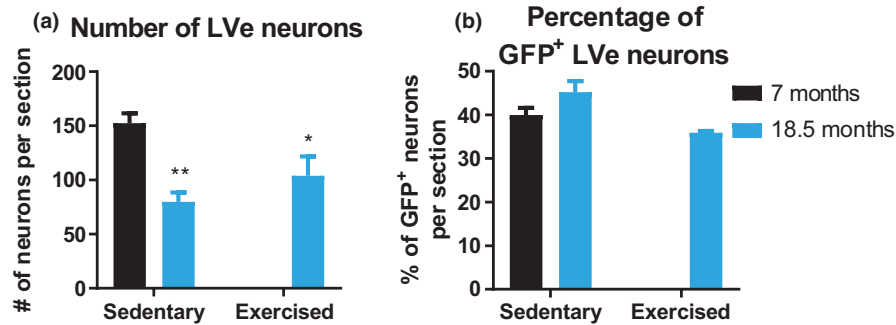 (a) Number of LVe neurons
# of neurons per section
200
150
100
50
0
**
*
Sedentary Exercised
(b) Percentage of
GFP⁺ LVe neurons
% of GFP⁺ neurons
per section
50
40
30
20
10
0
Sedentary Exercised
7 months
18.5 months